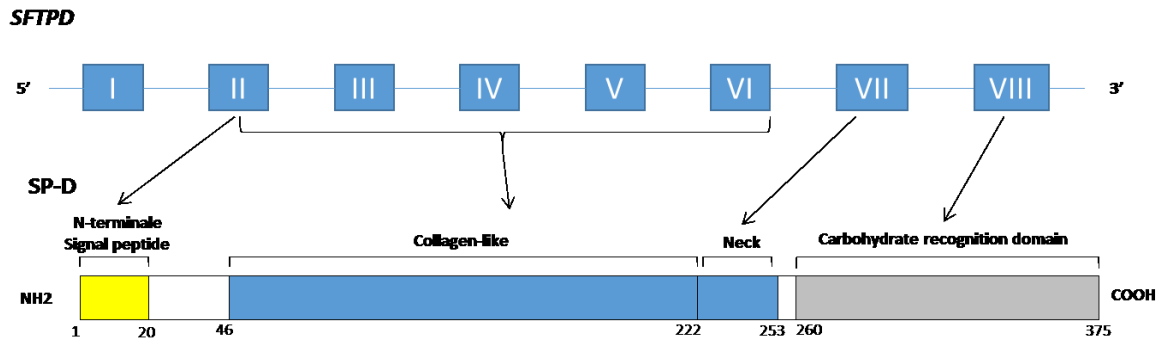 SFTPD
5' I II III IV V VI VII VIII 3'
SP-D
N-terminale
Signal peptide
Collagen-like
Neck
Carbohydrate recognition domain
NH2
COOH
1 20 46 222 253 260 375